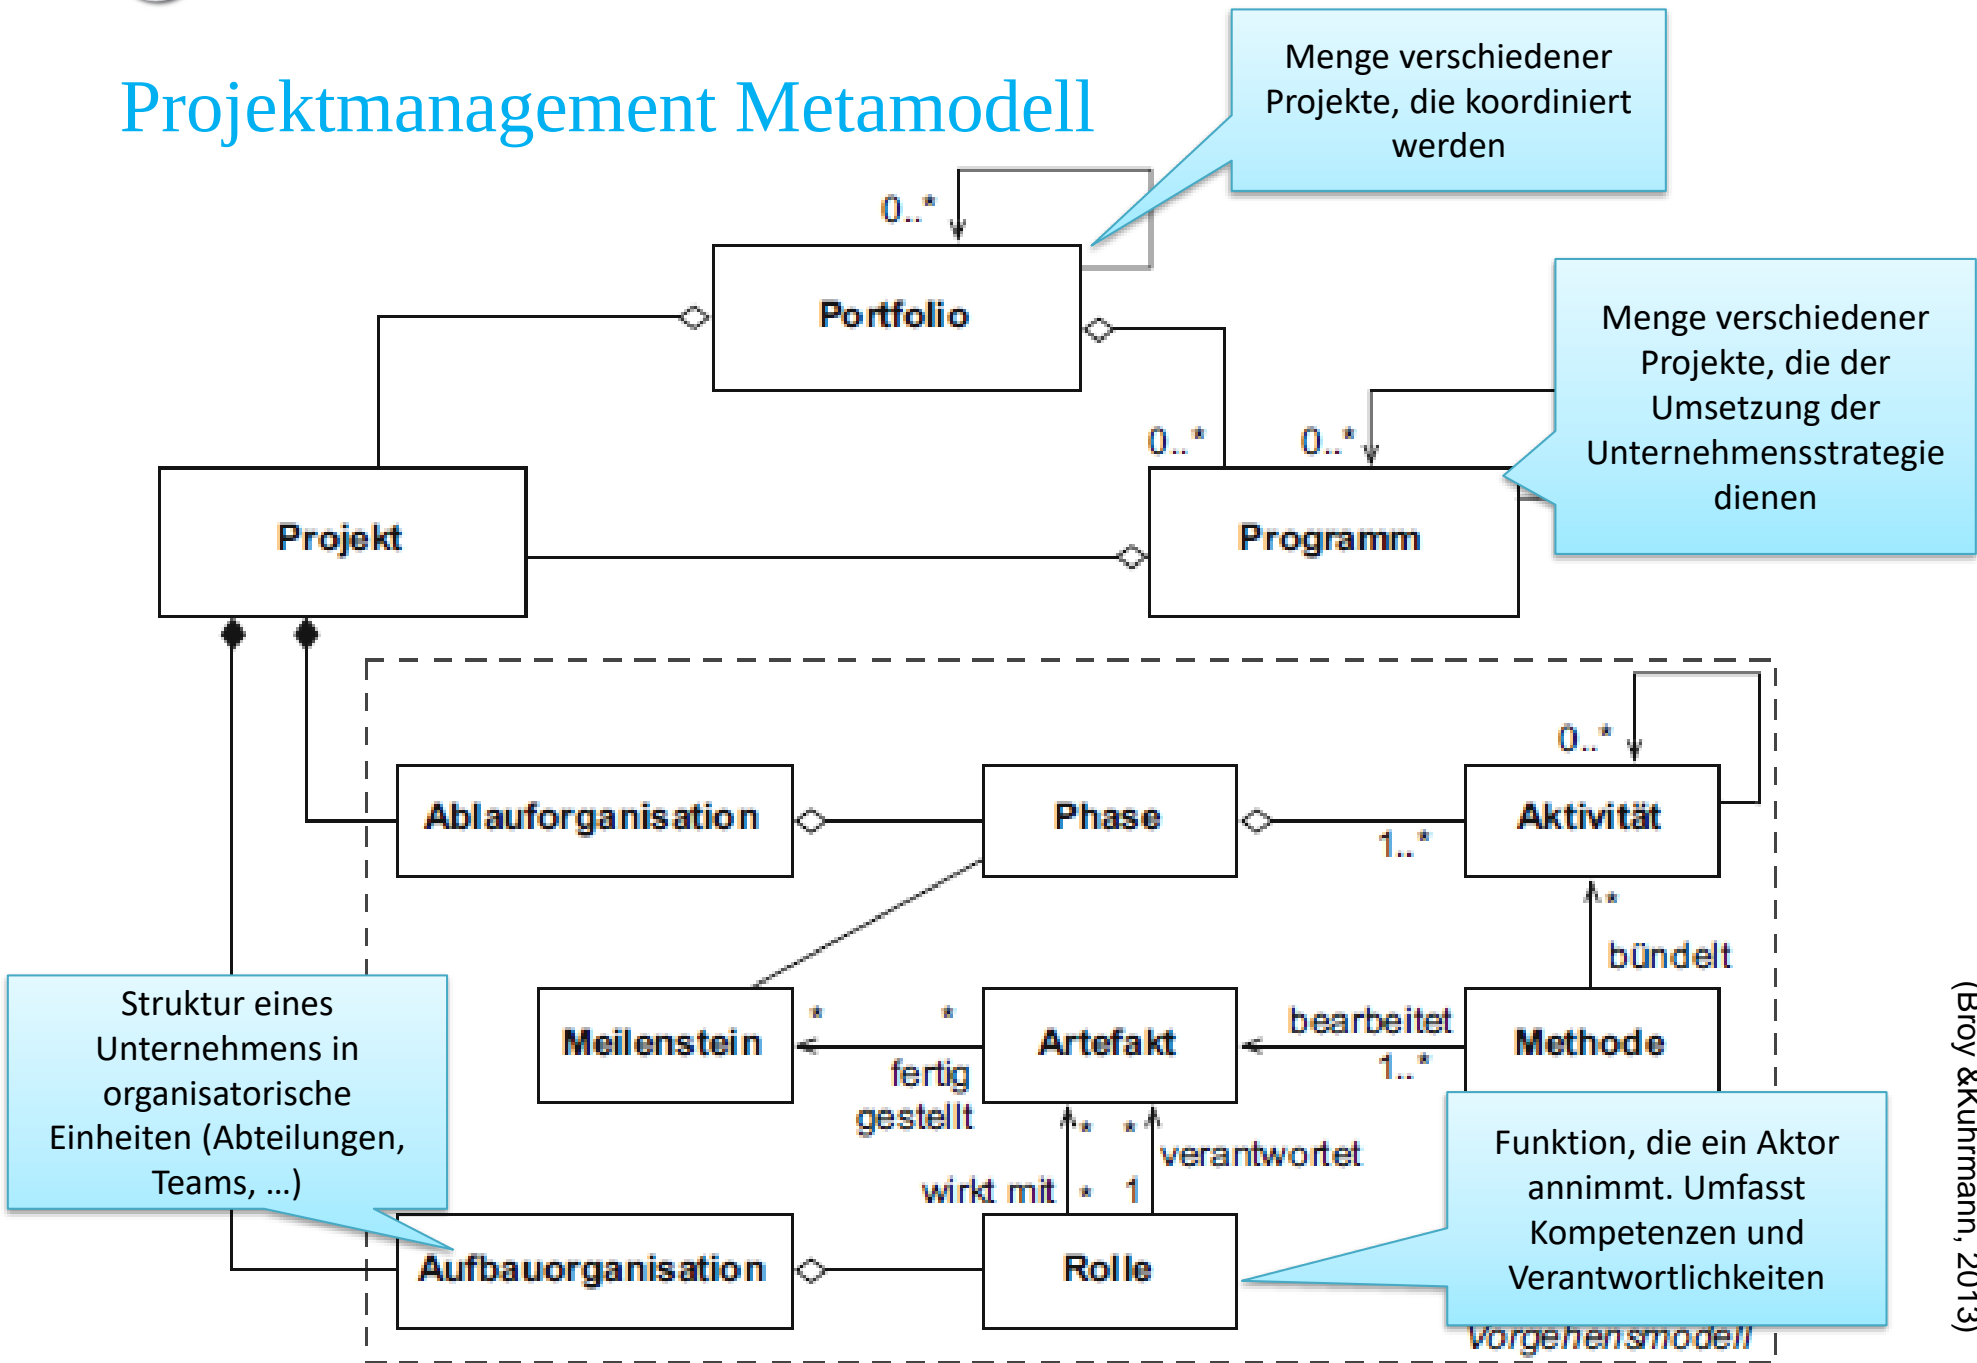 Projektmanagement Metamodell
Menge verschiedener
Projekte, die koordiniert
werden
0..*
Portfolio
Menge verschiedener
Projekte, die der
Umsetzung der
Unternehmensstrategie
dienen
0..*
0..*
Projekt
Programm
0..*
Ablauforganisation
Phase
1..*
Aktivität
*
bündelt
Struktur eines
Unternehmens in
organisatorische
Einheiten (Abteilungen,
Teams, …)
Meilenstein
*
*
fertig
gestellt
Artefakt
bearbeitet
1..*
Methode
*
*
verantwortet
wirkt mit
*
1
Funktion, die ein Aktor
annimmt. Umfasst
Kompetenzen und
Verantwortlichkeiten
Aufbauorganisation
Rolle
Vorgehensmodell
(Broy &Kuhrmann, 2013)